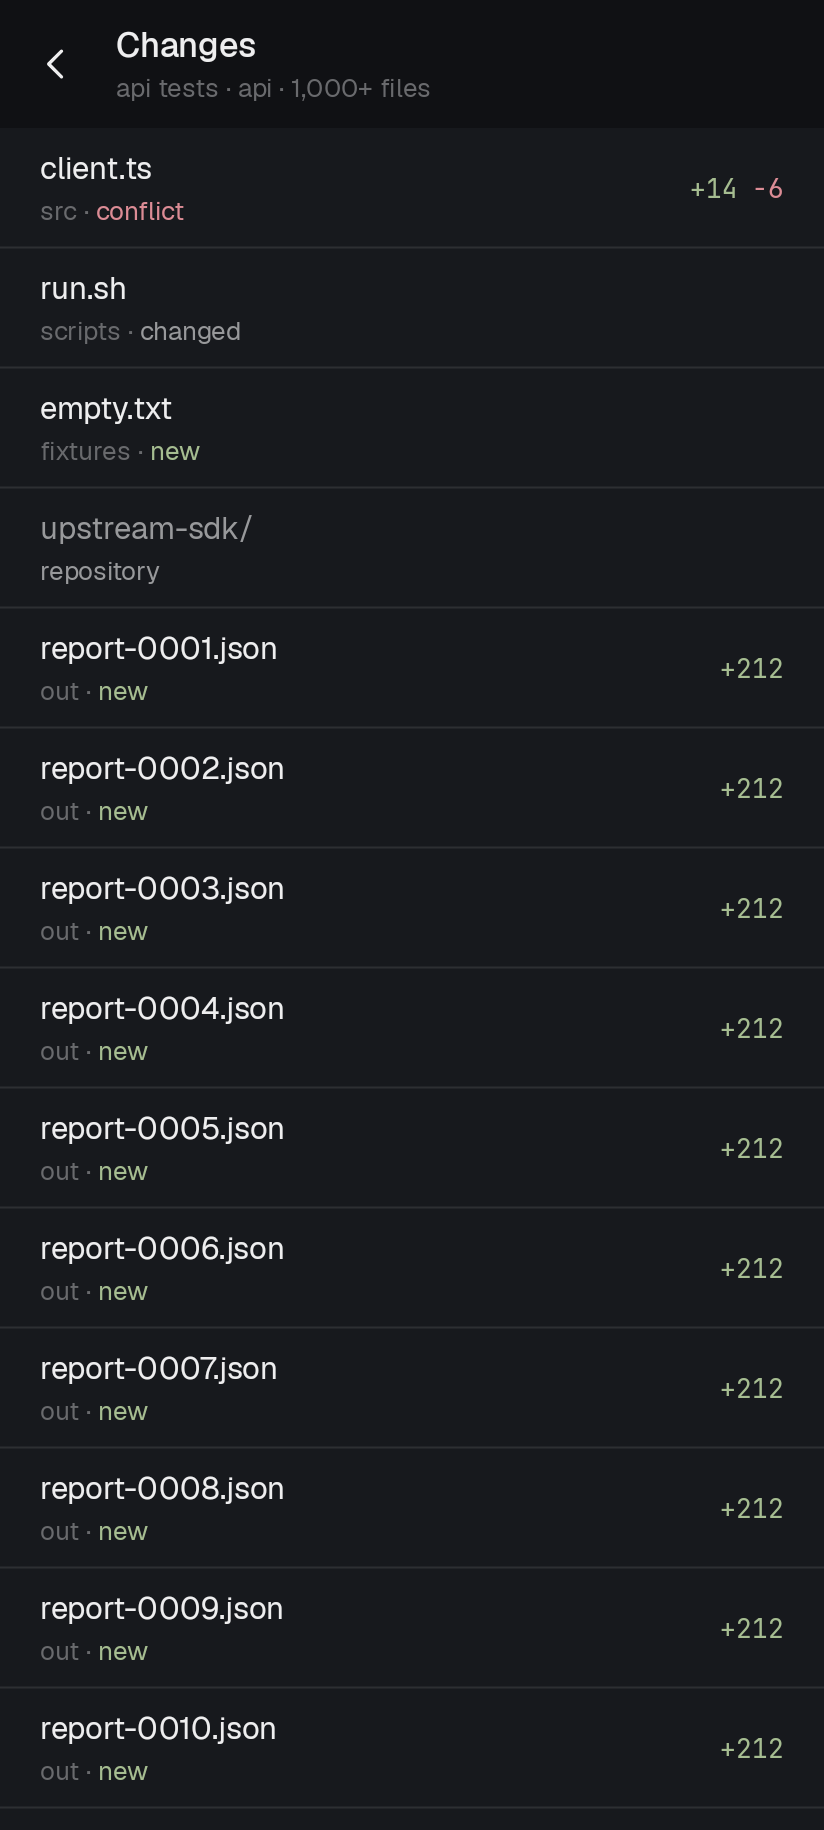 Changes
api tests · api · 1,000+ files
client.ts
+14 -6
src · conflict
run.sh
scripts · changed
empty.txt
fixtures · new
upstream-sdk/
repository
report-0001.json
+212
out · new
report-0002.json
+212
out · new
report-0003.json
+212
out · new
report-0004.json
+212
out · new
report-0005.json
+212
out · new
report-0006.json
+212
out · new
report-0007.json
+212
out · new
report-0008.json
+212
out · new
report-0009.json
+212
out · new
report-0010.json
+212
out · new